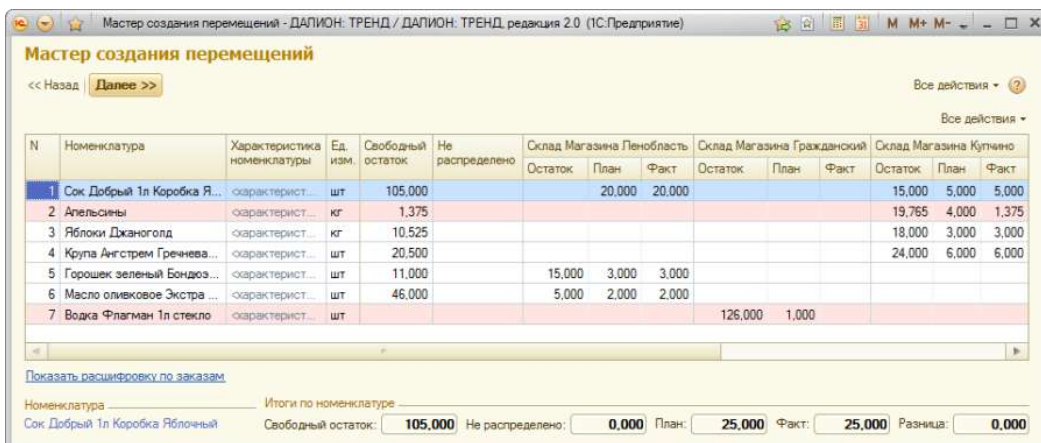 Мастер создания перемещений - ДАЛИОН: ТРЕНД / ДАЛИОН: ТРЕНД, редакция 2.0 (1С:Предприятие) 31 M M+ M-
Мастер создания перемещений
<< Назад Далее >> Все действия ?
Все действия
N Номенклатура Характеристика номенклатуры Ед. изм. Свободный остаток Не распределено Склад Магазина Ленобласть Склад Магазина Гражданский Склад Магазина Купчино
Остаток План Факт Остаток План Факт Остаток План Факт
1 Сок Добрый 1л Коробка Я... <характерист... шт 105,000 20,000 20,000 15,000 5,000 5,000
2 Апельсины <характерист... кг 1,375 19,765 4,000 1,375
3 Яблоки Джаноголд <характерист... кг 10,525 18,000 3,000 3,000
4 Крупа Ангстрем Гречнева... <характерист... шт 20,500 24,000 6,000 6,000
5 Горошек зеленый Бондюэ... <характерист... шт 11,000 15,000 3,000 3,000
6 Масло оливковое Экстра ... <характерист... шт 46,000 5,000 2,000 2,000
7 Водка Флагман 1л стекло <характерист... шт 126,000 1,000
Показать расшифровку по заказам
Номенклатура Итоги по номенклатуре
Сок Добрый 1л Коробка Яблочный Свободный остаток: 105,000 Не распределено: 0,000 План: 25,000 Факт: 25,000 Разница: 0,000